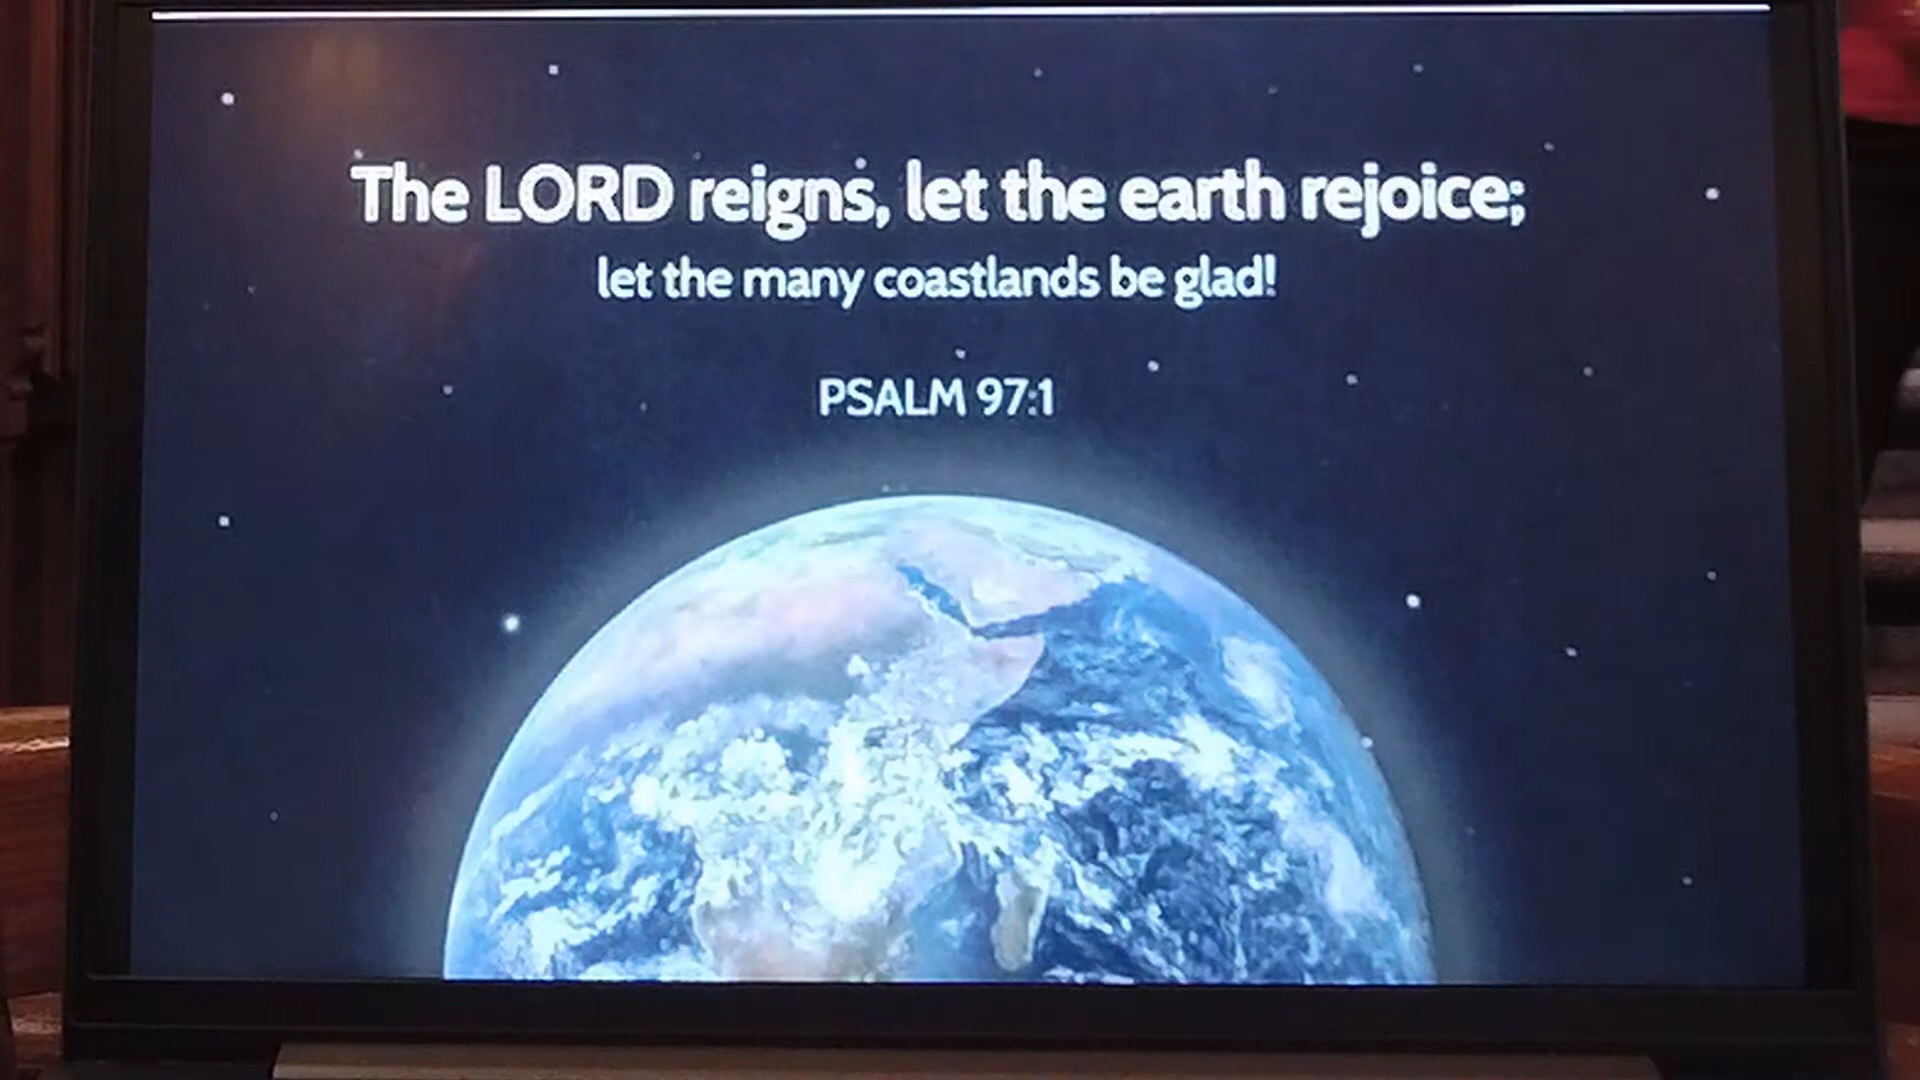 The LORD reigns, let the earth rejoice;
let the many coastlands be glad!
PSALM 97:1